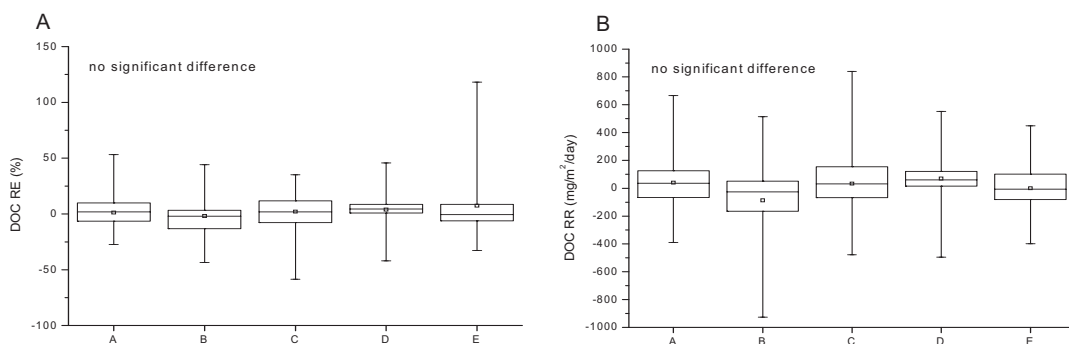 A
150
100
50
0
-50
-100
DOC RE (%)
no significant difference
A B C D E
B
1000
800
600
400
200
0
-200
-400
-600
-800
-1000
DOC RR (mg/m²/day)
no significant difference
A B C D E